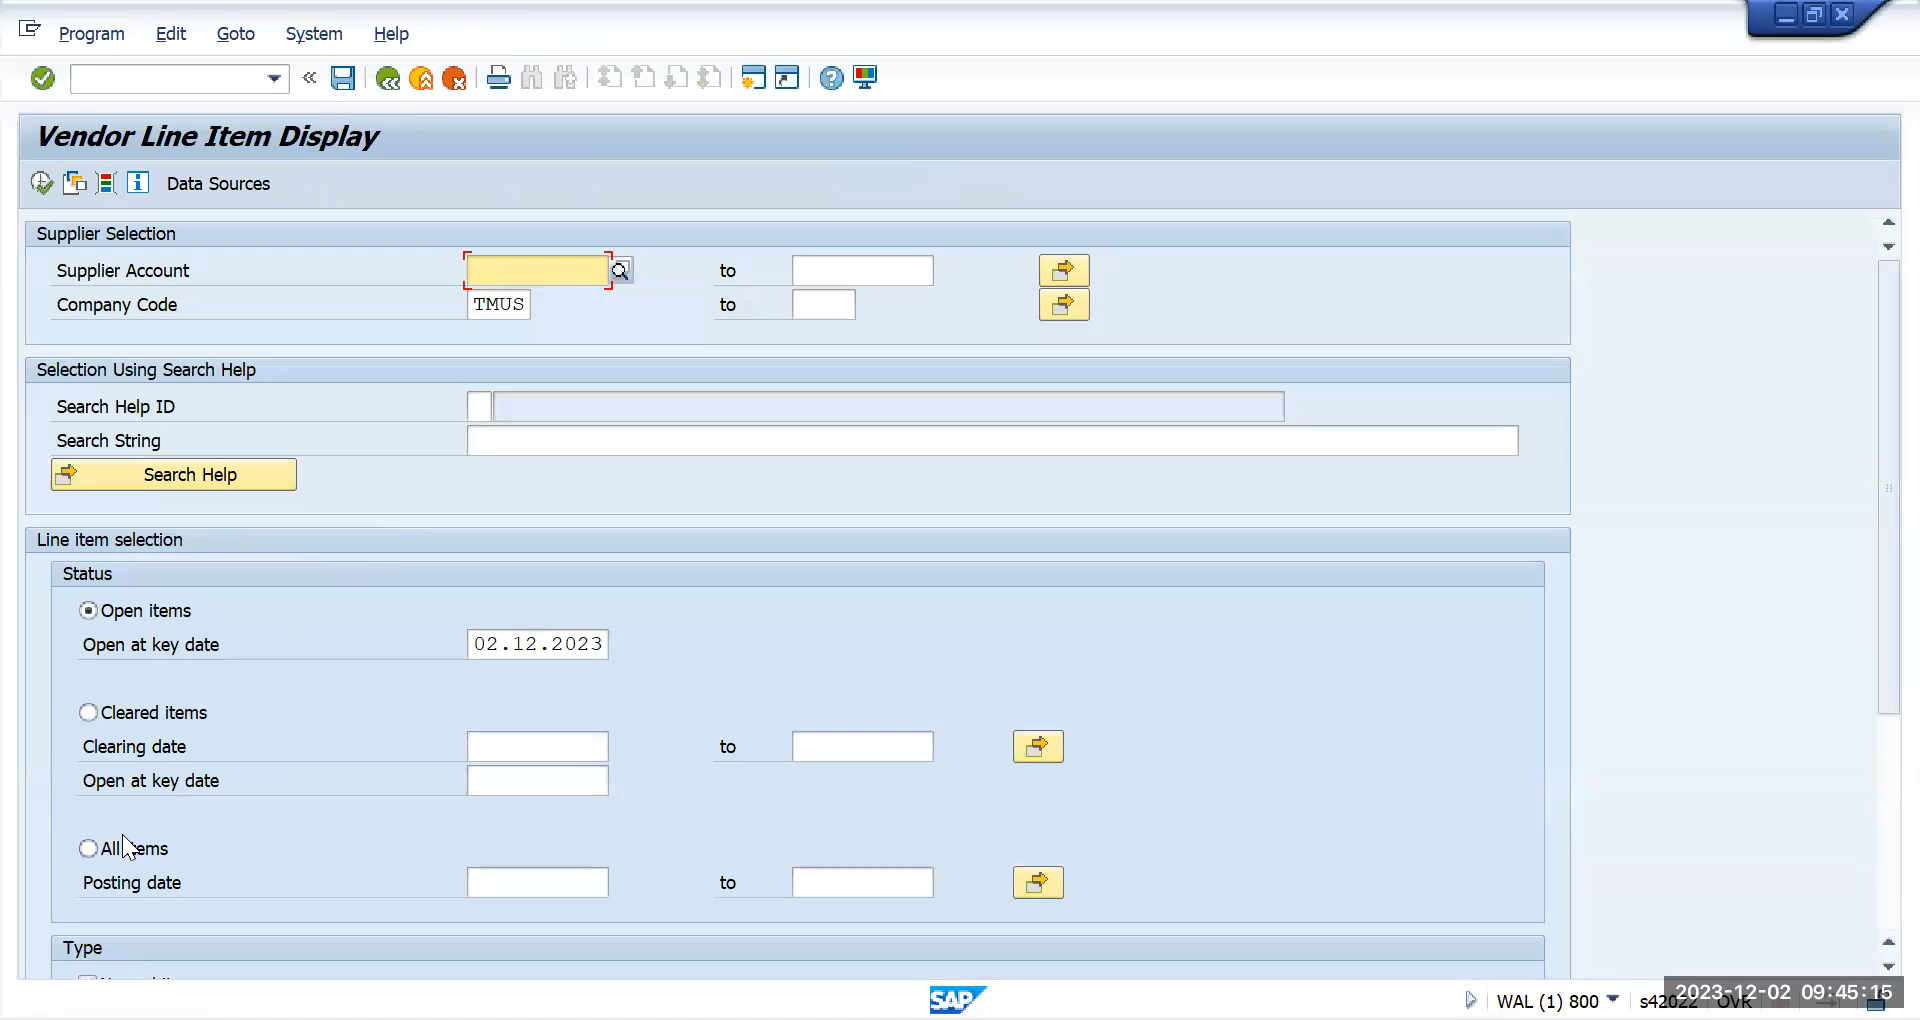 Program Edit Goto System Help
Vendor Line Item Display
Data Sources
Supplier Selection
Supplier Account to
Company Code TMUS to
Selection Using Search Help
Search Help ID
Search String
Search Help
Line item selection
Status
Open items
Open at key date 02.12.2023
Cleared items
Clearing date to
Open at key date
All items
Posting date to
Type
SAP WAL (1) 800 s42022 OVR
2023-12-02 09:45:15